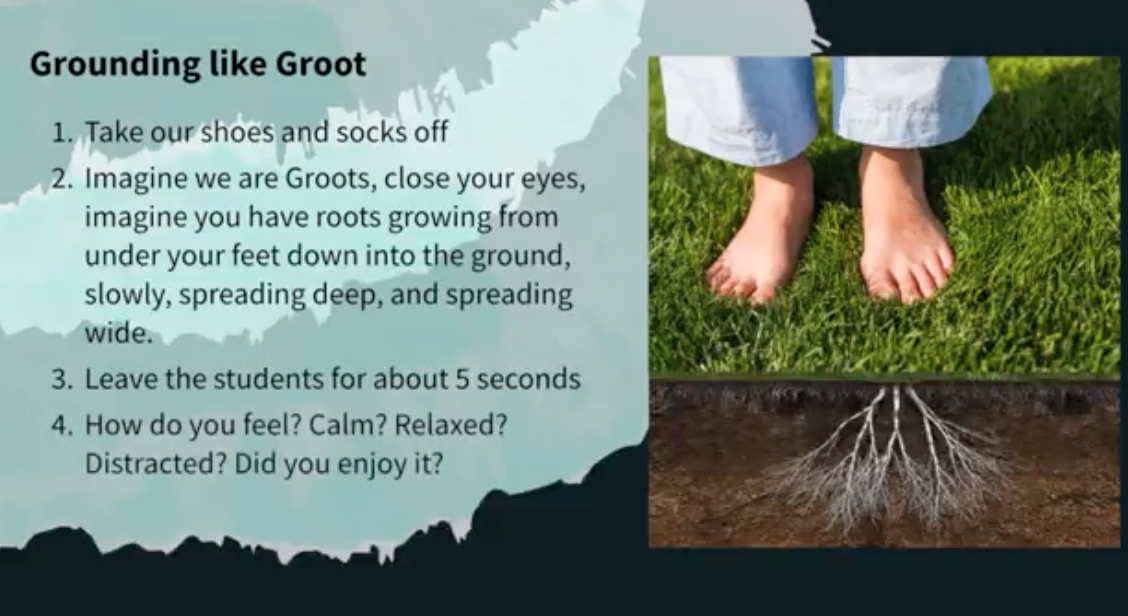 Grounding like Groot
1. Take our shoes and socks off
2. Imagine we are Groots, close your eyes,
imagine you have roots growing from
under your feet down into the ground,
slowly, spreading deep, and spreading
wide.
3. Leave the students for about 5 seconds
4. How do you feel? Calm? Relaxed?
Distracted? Did you enjoy it?